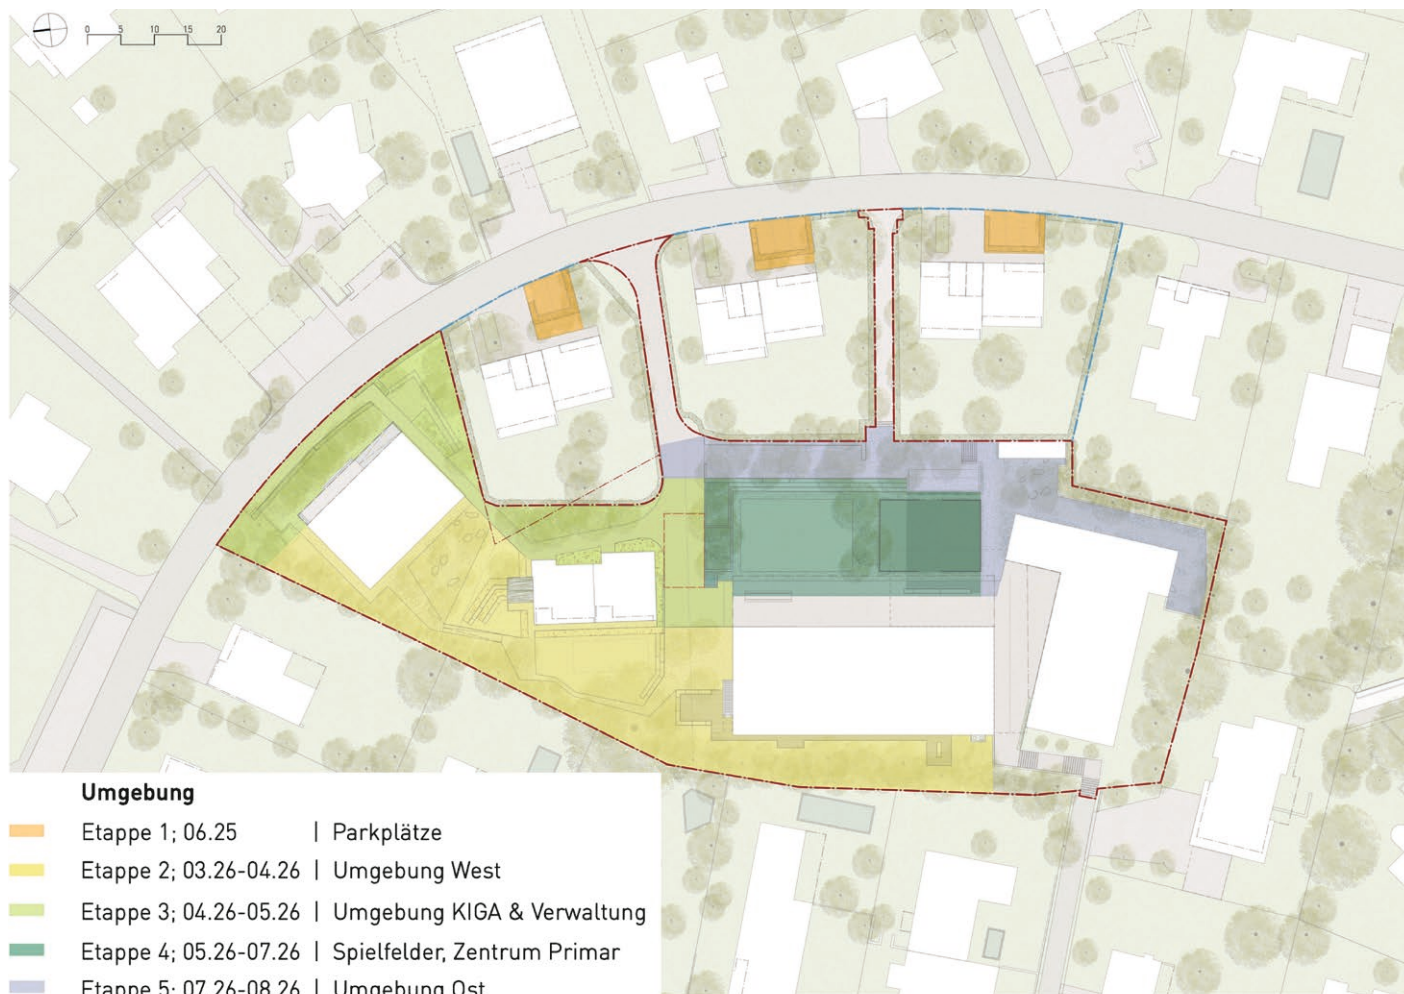 0 5 10 15 20
Umgebung
Etappe 1; 06.25 | Parkplätze
Etappe 2; 03.26-04.26 | Umgebung West
Etappe 3; 04.26-05.26 | Umgebung KIGA & Verwaltung
Etappe 4; 05.26-07.26 | Spielfelder, Zentrum Primar
Etappe 5; 07.26-08.26 | Umgebung Ost